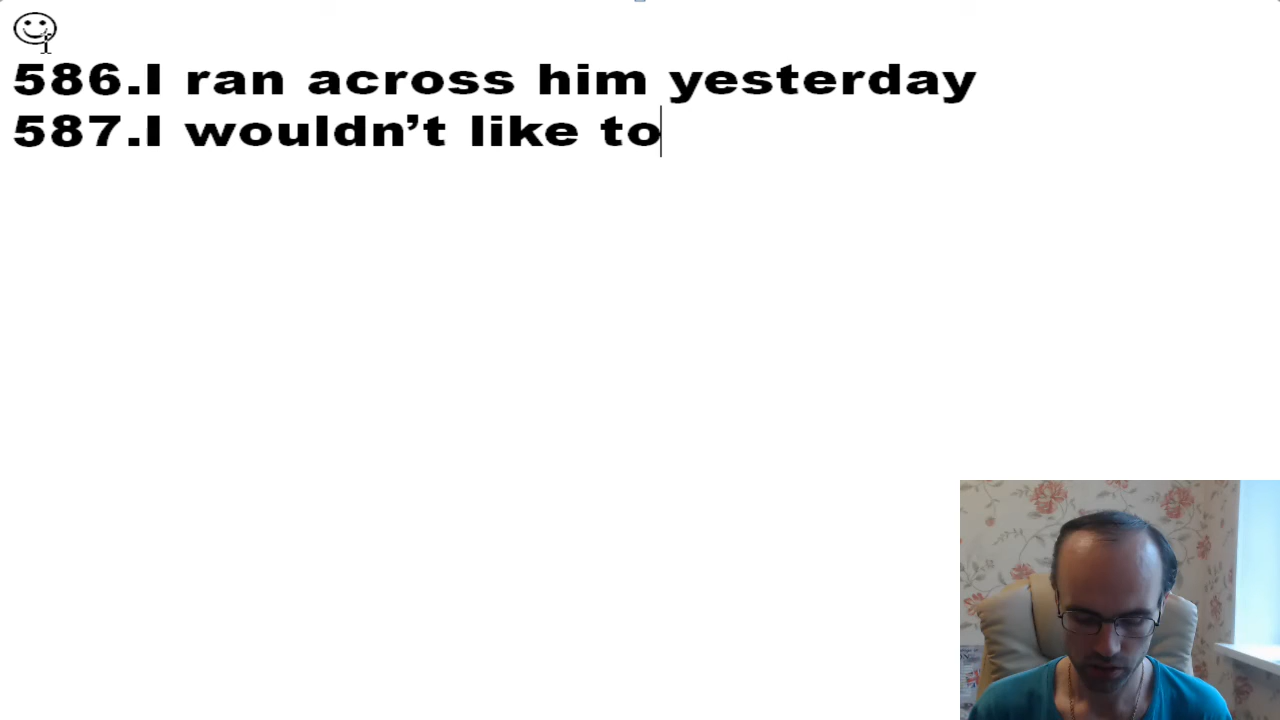 586.I ran across him yesterday
587.I wouldn’t like to